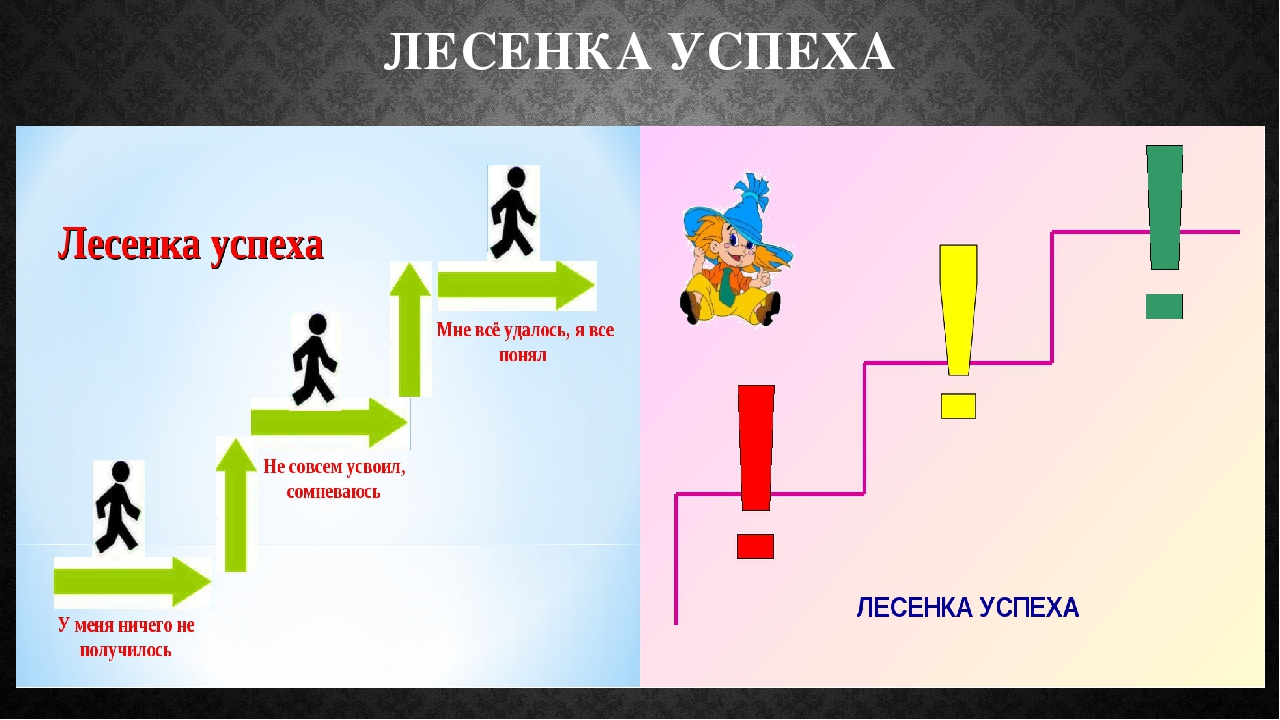 ЛЕСЕНКА УСПЕХА
Лесенка успеха
Мне всё удалось, я все
понял
Не совсем усвоил,
сомневаюсь
У меня ничего не
получилось
ЛЕСЕНКА УСПЕХА